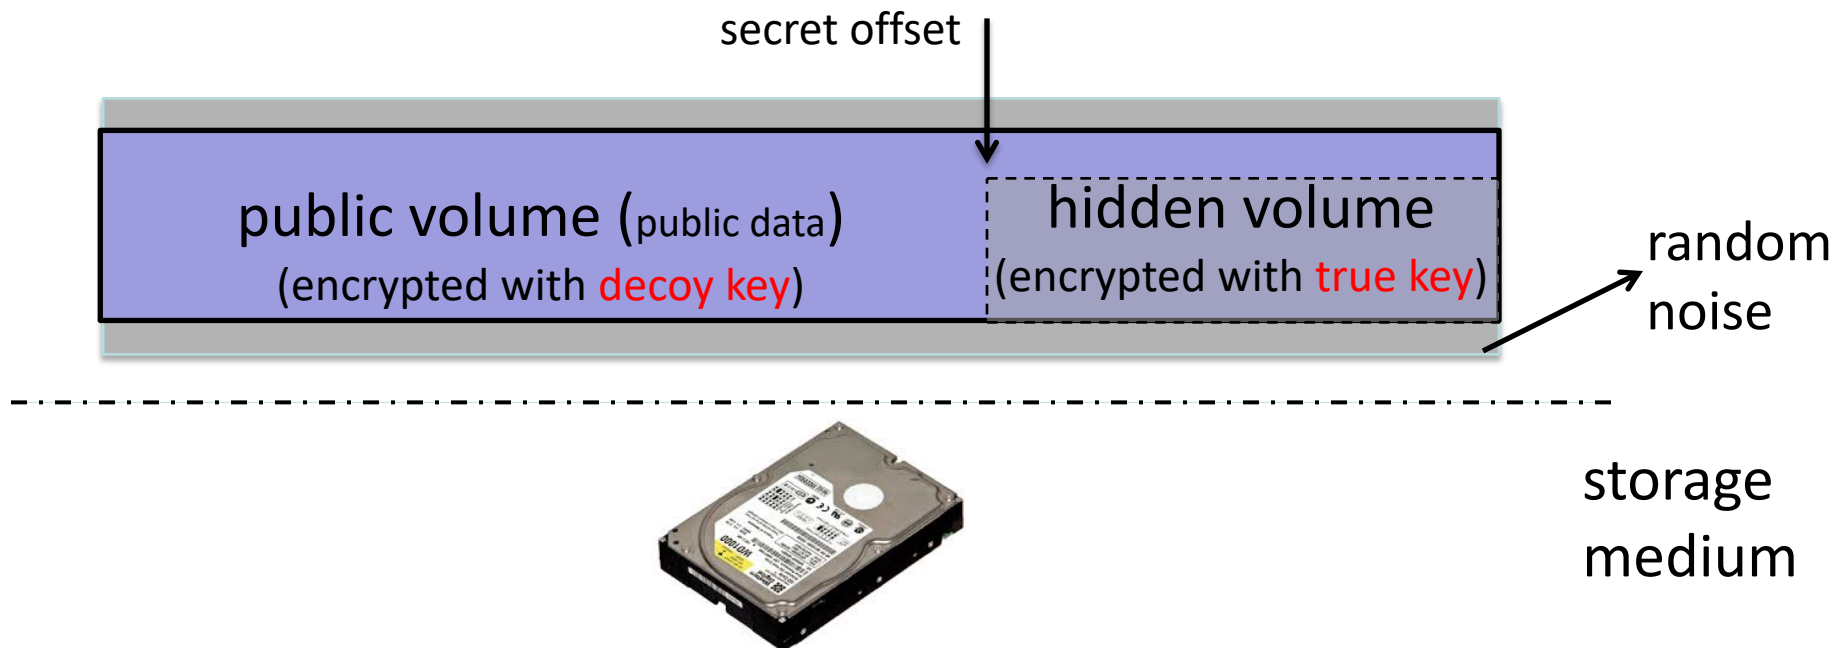 secret offset
public volume (public data)
(encrypted with decoy key)
hidden volume
(encrypted with true key)
random
noise
storage
medium
WD1000